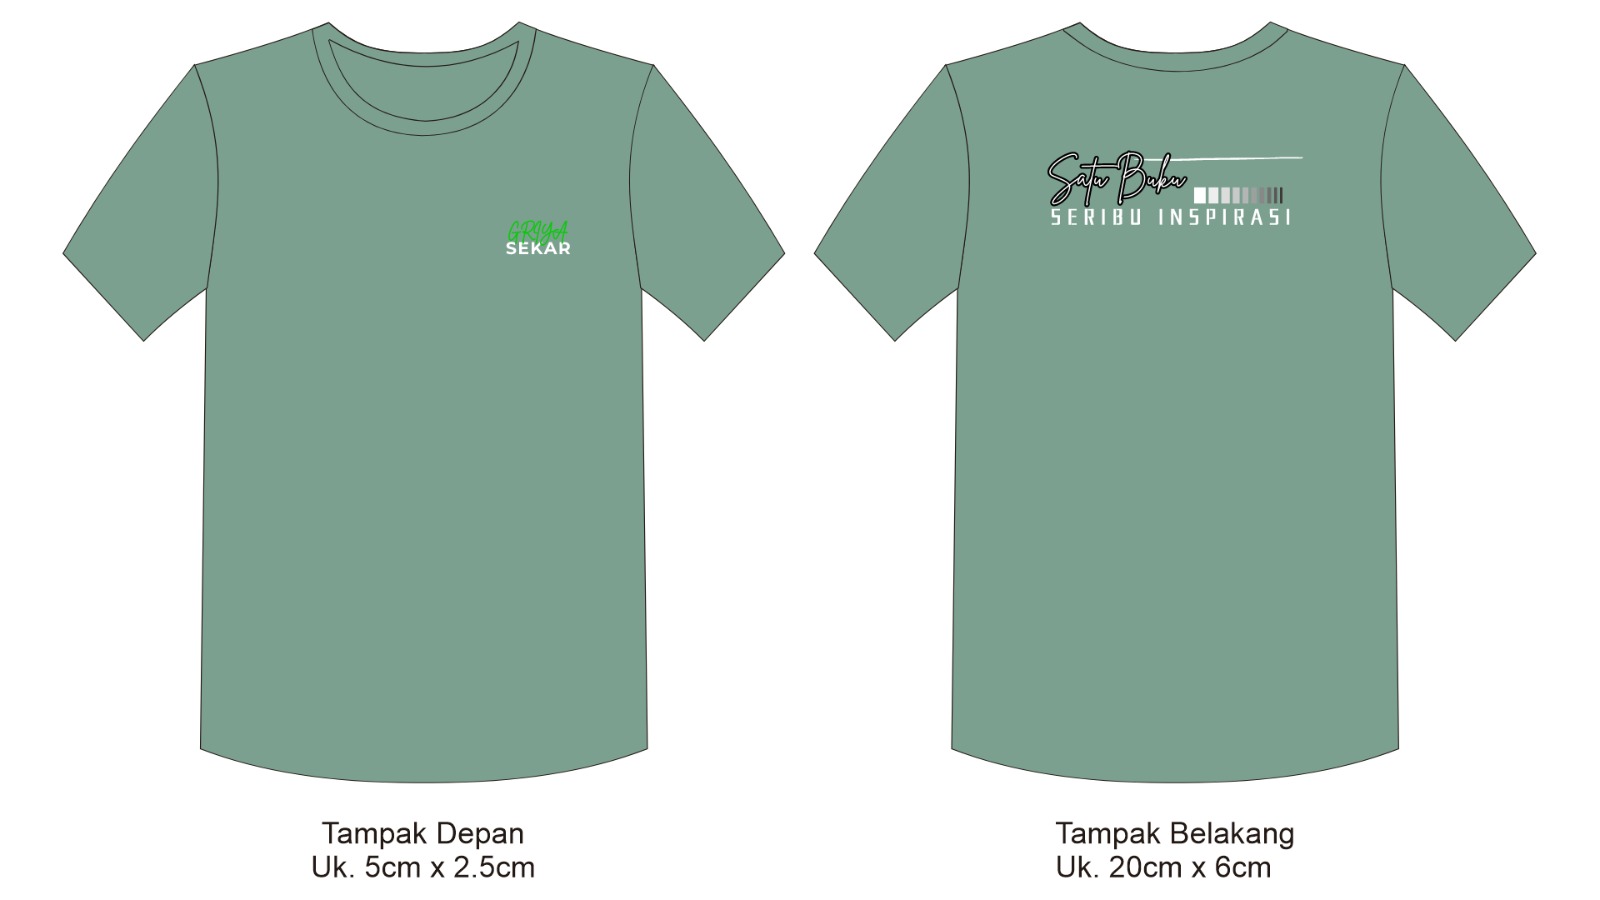 GRIYA
SEKAR
Satu Buku
SERIBU INSPIRASI
Tampak Depan
Uk. 5cm x 2.5cm
Tampak Belakang
Uk. 20cm x 6cm